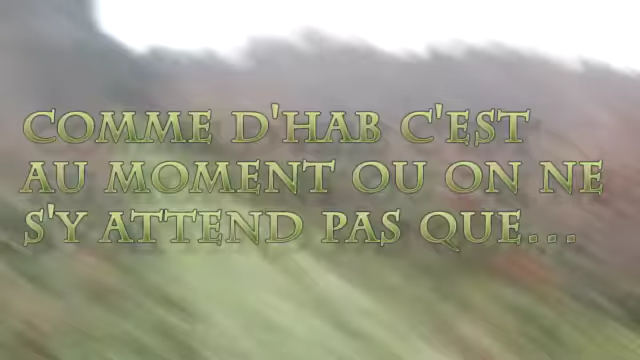 COMME D'HAB C'EST
AU MOMENT OU ON NE
S'Y ATTEND PAS QUE...